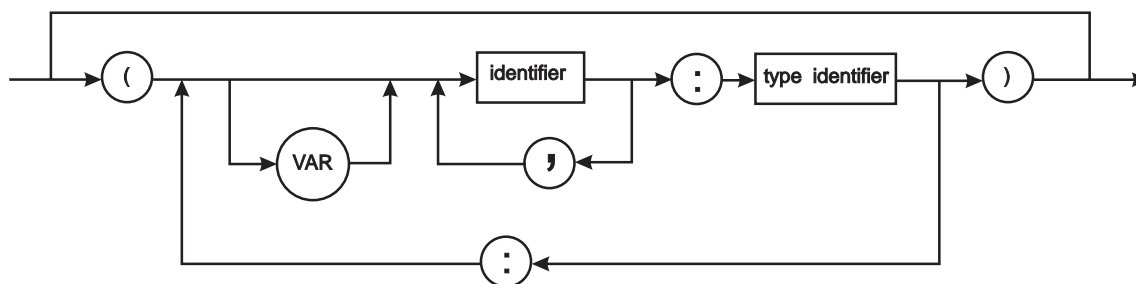 ( identifier : type identifier )
VAR ,
: